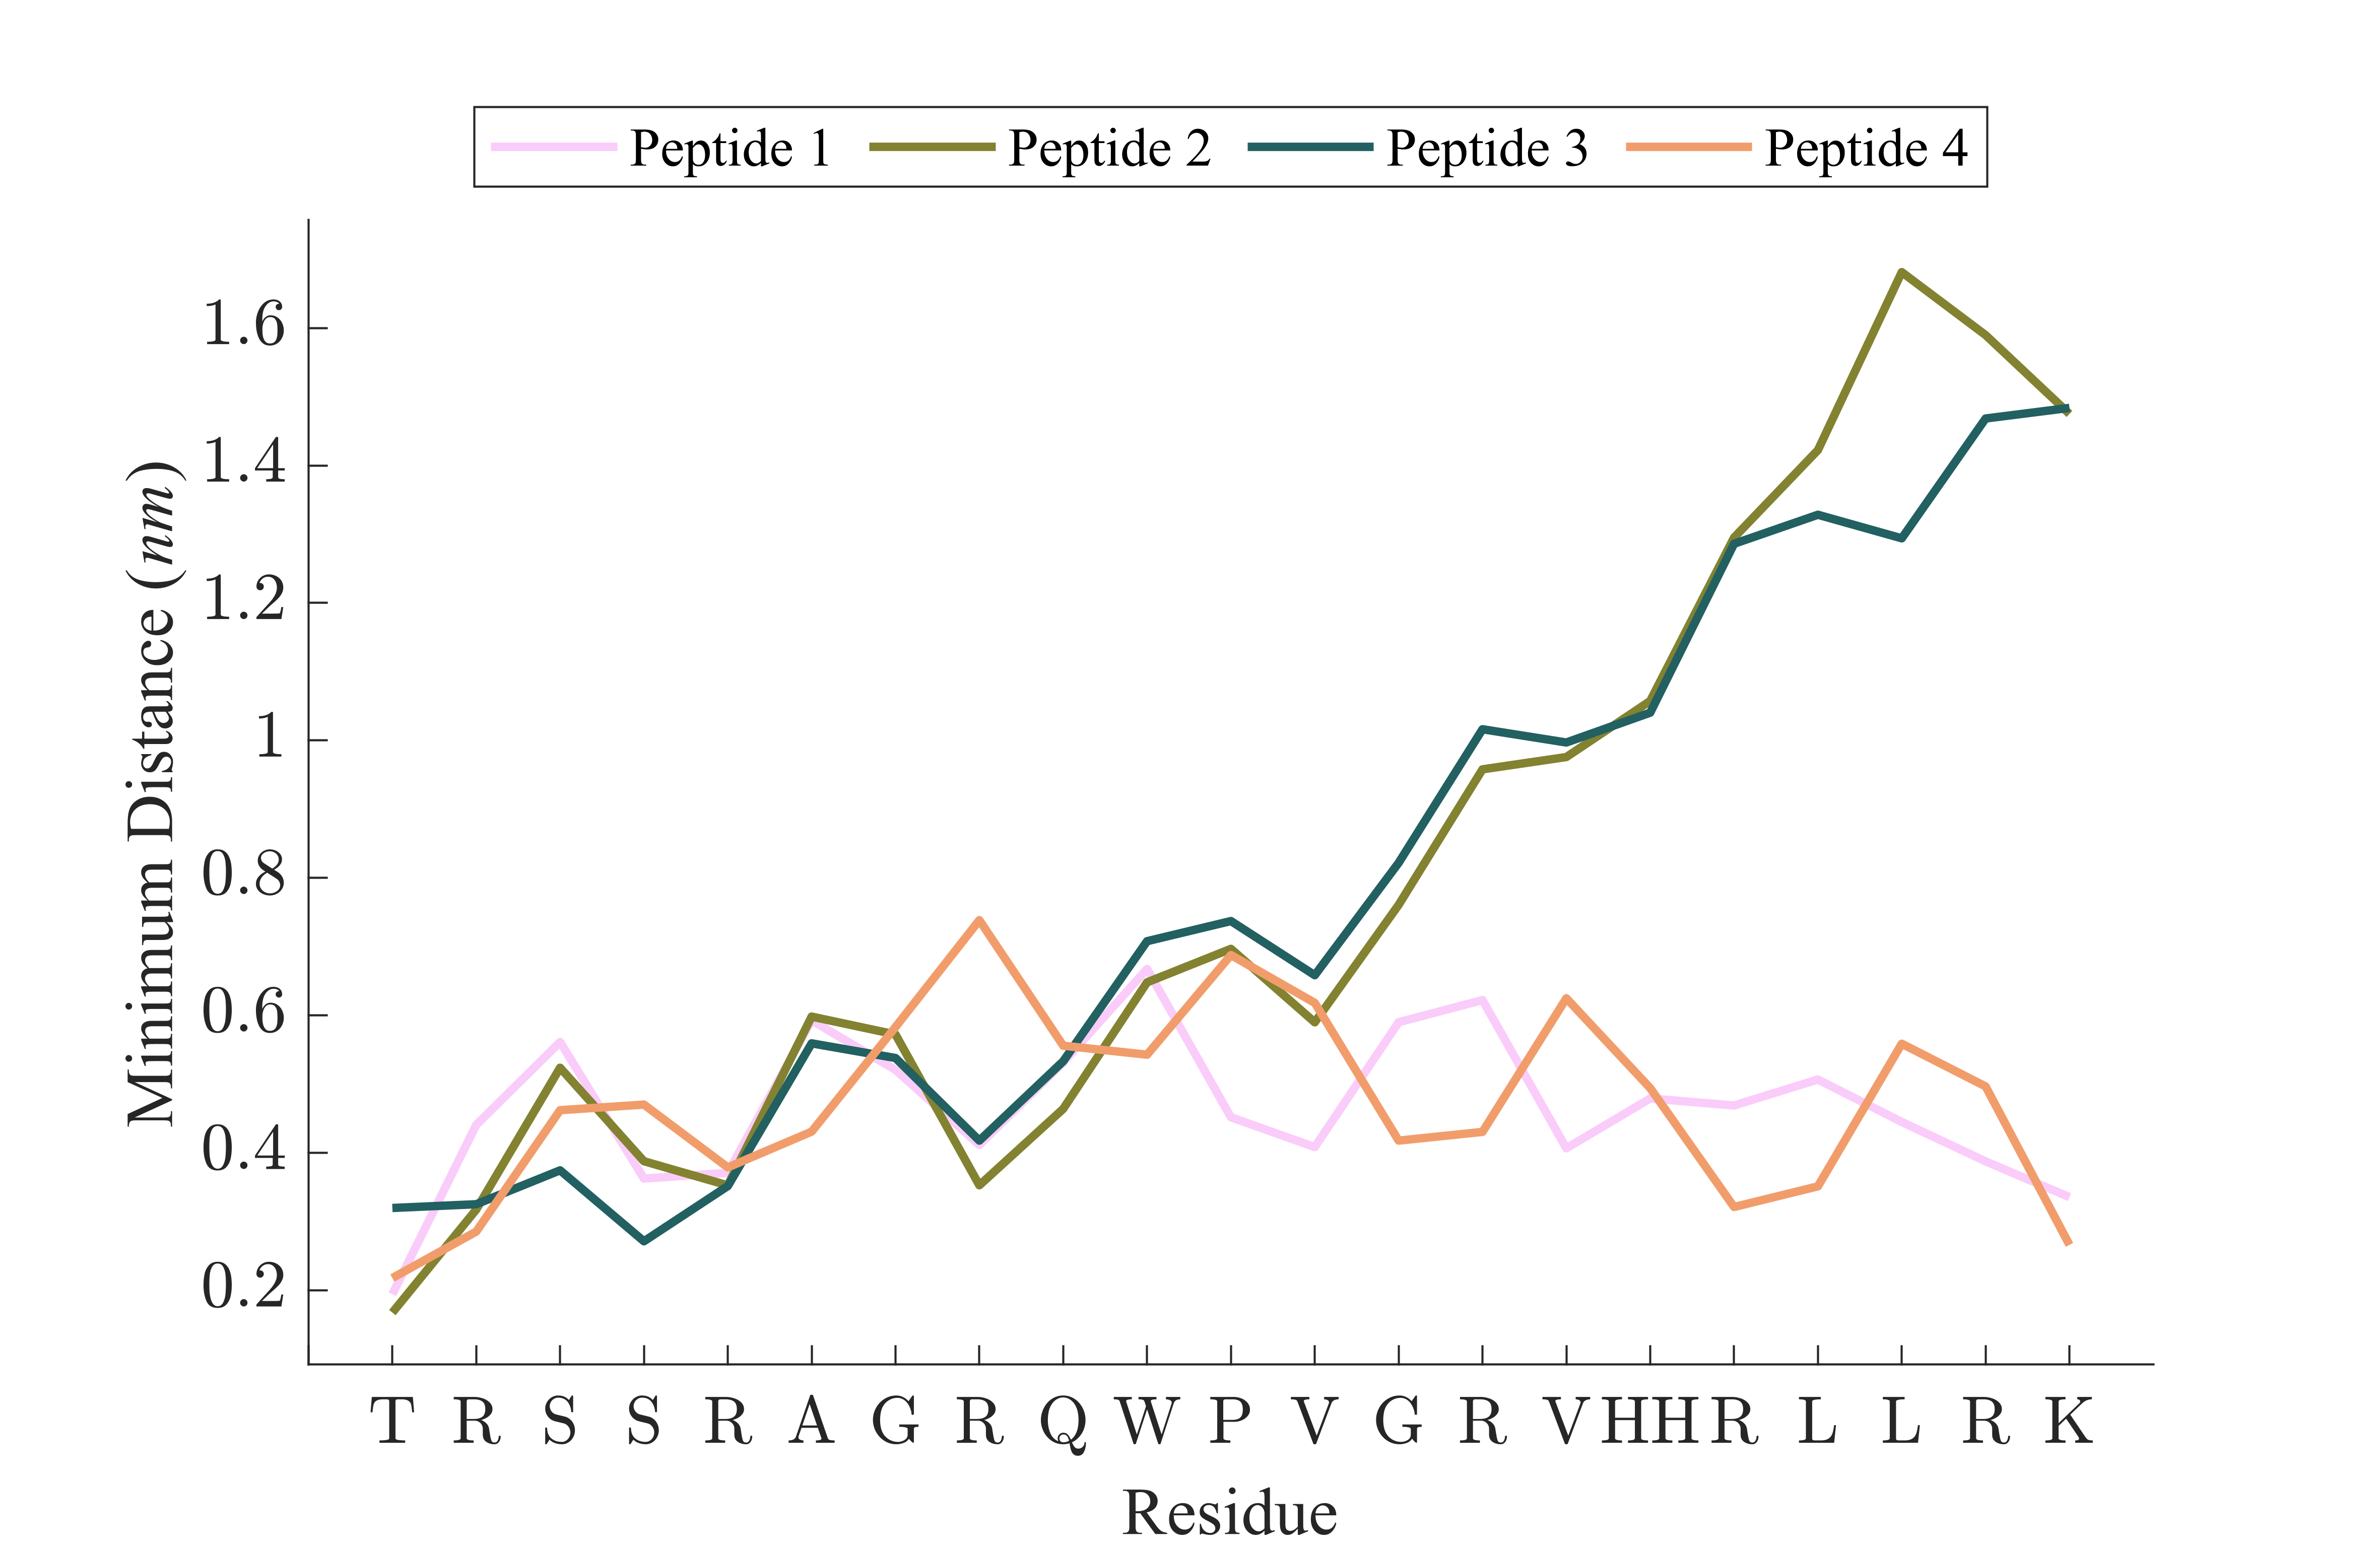 Peptide 1 Peptide 2 Peptide 3 Peptide 4
1.6
1.4
1.2
1
0.8
0.6
0.4
0.2
Minimum Distance (nm)
T R S S R A G R Q W P V G R V HHR L L R K
Residue